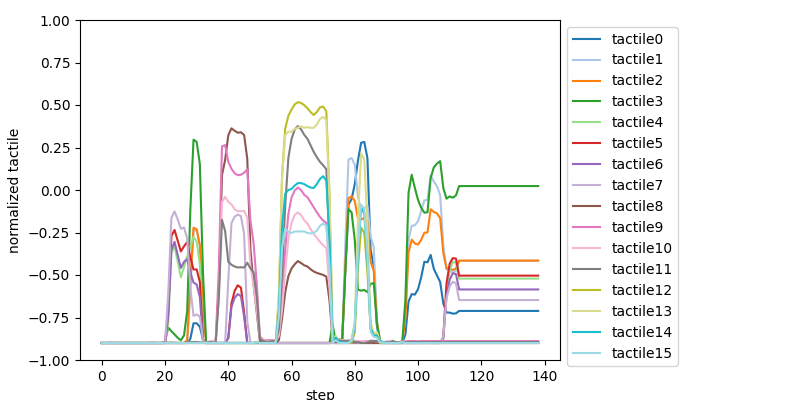 1.00
0.75
0.50
0.25
0.00
−0.25
−0.50
−0.75
−1.00
normalized tactile
0 20 40 60 80 100 120 140
step
tactile0
tactile1
tactile2
tactile3
tactile4
tactile5
tactile6
tactile7
tactile8
tactile9
tactile10
tactile11
tactile12
tactile13
tactile14
tactile15